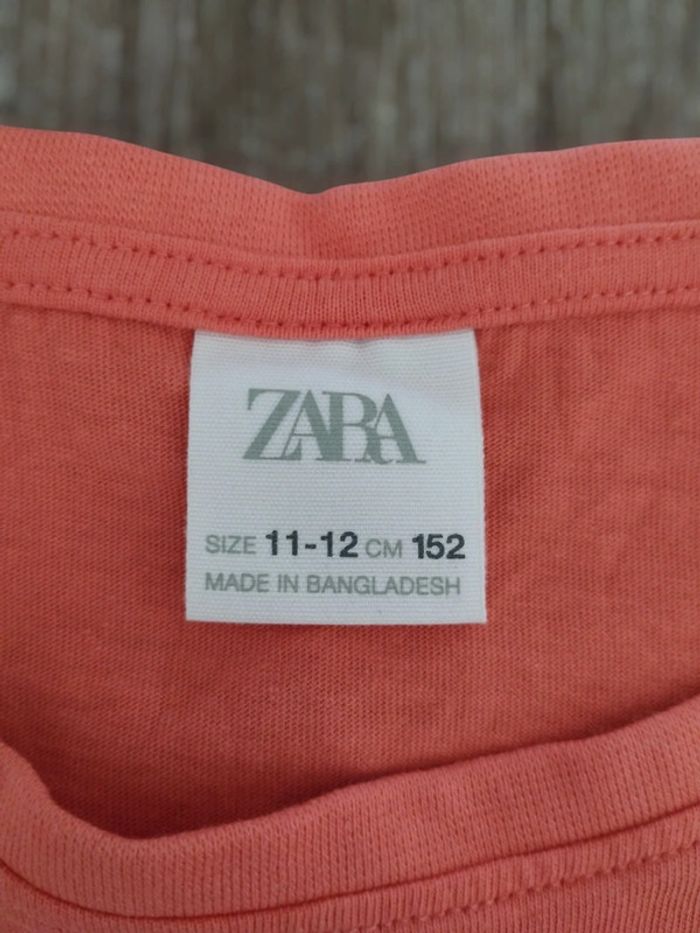 ZARA
SIZE 11-12 CM 152
MADE IN BANGLADESH